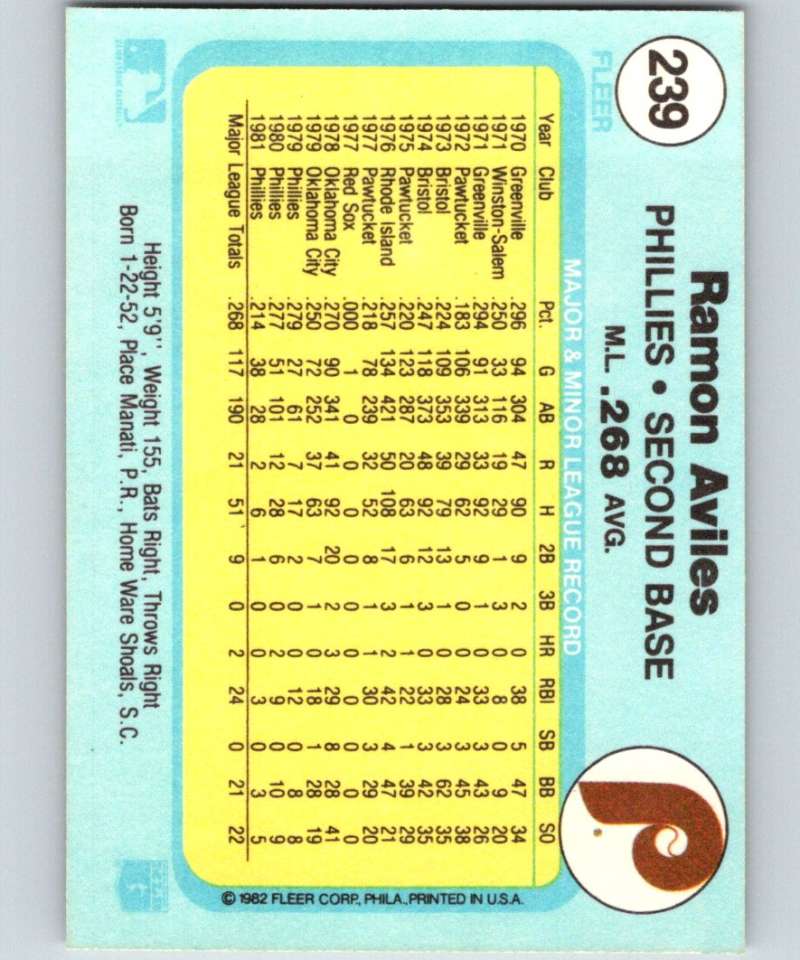 239
FLEER
Ramon Aviles
PHILLIES • SECOND BASE
M.L. .268 AVG.
P
MAJOR & MINOR LEAGUE RECORD
Year Club Pct. G AB R H 2B 3B HR RBI SB BB SO
1970 Greenville .296 94 304 47 90 9 2 0 38 5 47 34
1971 Winston-Salem .250 33 116 19 29 1 3 0 8 0 9 20
1971 Greenville .294 91 313 33 92 9 1 0 33 3 43 26
1972 Pawtucket .183 106 339 29 62 5 0 0 24 3 45 38
1973 Bristol .224 109 353 39 79 13 1 0 28 3 62 35
1974 Bristol .247 118 373 48 92 12 3 0 33 3 42 35
1975 Pawtucket .220 123 287 20 63 6 1 1 22 1 39 29
1976 Rhode Island .257 134 421 50 108 17 3 2 42 4 47 21
1977 Pawtucket .218 78 239 32 52 8 1 1 30 3 29 20
1977 Red Sox .000 1 0 0 0 0 0 0 0 0 0 0
1978 Oklahoma City .270 90 341 41 92 20 2 3 29 8 28 41
1979 Oklahoma City .250 72 252 37 63 7 1 0 18 1 28 19
1979 Phillies .279 27 61 7 17 2 0 0 12 0 8 8
1980 Phillies .277 51 101 12 28 6 0 2 9 0 10 9
1981 Phillies .214 38 28 2 6 1 0 0 3 0 3 5
Major League Totals .268 117 190 21 51 9 0 2 24 0 21 22
© 1982 FLEER CORP., PHILA., PRINTED IN U.S.A.
Height 5'9", Weight 155, Bats Right, Throws Right
Born 1-22-52, Place Manati, P.R., Home Ware Shoals, S.C.